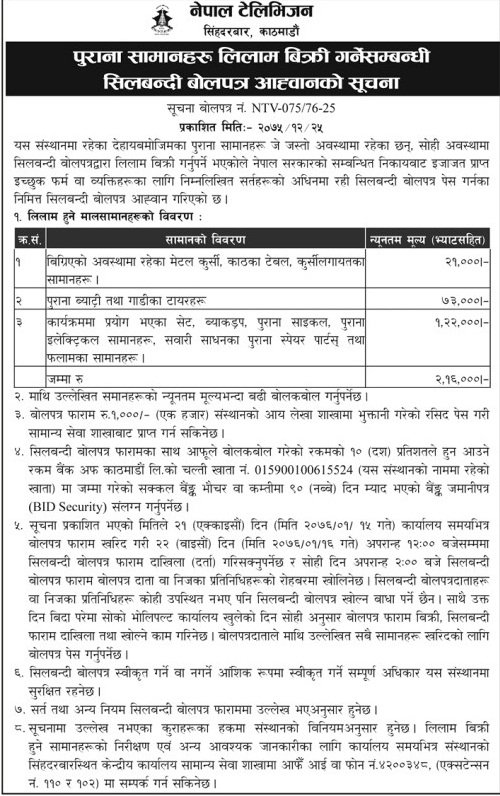 नेपाल टेलिभिजन
सिंहदरवार, काठमाडौं
पुराना सामानहरु लिलाम बिक्री गर्नेसम्बन्धी
सिलबन्दी बोलपत्र आह्वानको सूचना
सूचना बोलपत्र नं. NTV-075/76-25
प्रकाशित मितिः- २०७५/१२/२५
यस संस्थानमा रहेका देहायबमोजिमका पुराना सामानहरु जे जस्तो अवस्थामा रहेका छन्, सोही अवस्थामा
सिलवन्दी बोलपत्रद्वारा लिलाम बिक्री गर्नुपर्ने भएकोले नेपाल सरकारको सम्वन्धित निकायबाट इजाजत प्राप्त
इच्छुक फर्म वा व्यक्तिहरुका लागि निम्नलिखित सर्तहरुको अधिनमा रही सिलबन्दी बोलपत्र पेस गर्नका
निमित्त सिलबन्दी बोलपत्र आह्वान गरिएको छ।
१. लिलाम हुने मालसामानहरुको विवरण :
क्र.सं. सामानको विवरण न्यूनतम मूल्य (भ्याटसहित)
१ बिग्रिएको अवस्थामा रहेका मेटल कुर्सी, काठका टेबल, कुर्सीलगायतका २१,०००/-
सामानहरू ।
२ पुराना ब्याट्री तथा गाडीका टायरहरु ७३,०००/-
३ कार्यक्रममा प्रयोग भएका सेट, ब्याकड्रप, पुराना साइकल, पुराना १,२२,०००/-
इलेक्ट्रिकल सामानहरू, सवारी साधनका पुराना स्पेयर पार्टस् तथा
फलामका सामानहरू ।
जम्मा रु २,१६,०००/-
२. माथि उल्लेखित समानहरुको न्यूनतम मूल्यभन्दा बढी बोलकबोल गर्नुपर्नेछ।
३. बोलपत्र फाराम रु.१,०००/- (एक हजार) संस्थानको आय लेखा शाखामा भुक्तानी गरेको रसिद पेस गरी
सामान्य सेवा शाखाबाट प्राप्त गर्न सकिनेछ ।
४. सिलबन्दी बोलपत्र फारामका साथ आफूले बोलकबोल गरेको रकमको १० (दश) प्रतिशतले हुन आउने
रकम बैंक अफ काठमाडौं लि.को चल्ती खाता नं. 015900100615524 (यस संस्थानको नाममा रहेको
खाता) मा जम्मा गरेको सक्कल बैङ्क भौचर वा कम्तीमा ९० (नब्बे) दिन म्याद भएको बैङ्क जमानीपत्र
(BID Security) संलग्न गर्नुपर्नेछ।
५. सूचना प्रकाशित भएको मितिले २१ (एक्काइसौं) दिन (मिति २०७६/०१/ १५ गते) कार्यालय समयभित्र
बोलपत्र फाराम खरिद गरी २२ (बाइसौं) दिन (मिति २०७६/०१/१६ गते) अपरान्ह १२:०० बजेसम्ममा
सिलबन्दी बोलपत्र फाराम दाखिला (दर्ता) गरिसक्नुपर्नेछ र सोही दिन अपरान्ह २:०० बजे सिलबन्दी
बोलपत्र फाराम बोलपत्र दाता वा निजका प्रतिनिधिहरूको रोहबरमा खोलिनेछ । सिलबन्दी बोलपत्रदाताहरू
वा निजका प्रतिनिधिहरू कोही उपस्थित नभए पनि सिलबन्दी बोलपत्र खोल्न बाधा पर्ने छैन। साथै उक्त
दिन बिदा परेमा सोको भोलिपल्ट कार्यालय खुलेको दिन सोही अनुसार बोलपत्र फाराम बिक्री, सिलबन्दी
फाराम दाखिला तथा खोल्ने काम गरिनेछ । बोलपत्रदाताले माथि उल्लेखित सबै सामानहरू खरिदको लागि
बोलपत्र पेस गर्नुपर्नेछ।
६. सिलबन्दी बोलपत्र स्वीकृत गर्ने वा नगर्ने आंशिक रूपमा स्वीकृत गर्ने सम्पूर्ण अधिकार यस संस्थानमा
सुरक्षित रहनेछ ।
७. सर्त तथा अन्य नियम सिलबन्दी बोलपत्र फाराममा उल्लेख भएअनुसार हुनेछ।
८. सूचनामा उल्लेख नभएका कुराहरूका हकमा संस्थानको विनियमअनुसार हुनेछ। लिलाम बिक्री
हुने सामानहरूको निरीक्षण एवं अन्य आवश्यक जानकारीका लागि कार्यालय समयभित्र संस्थानको
सिंहदरवारस्थित केन्द्रीय कार्यालय सामान्य सेवा शाखामा आफैँ आई वा फोन नं.४२००३४८, (एक्सटेन्सन
नं. ११० र १०२) मा सम्पर्क गर्न सकिनेछ ।